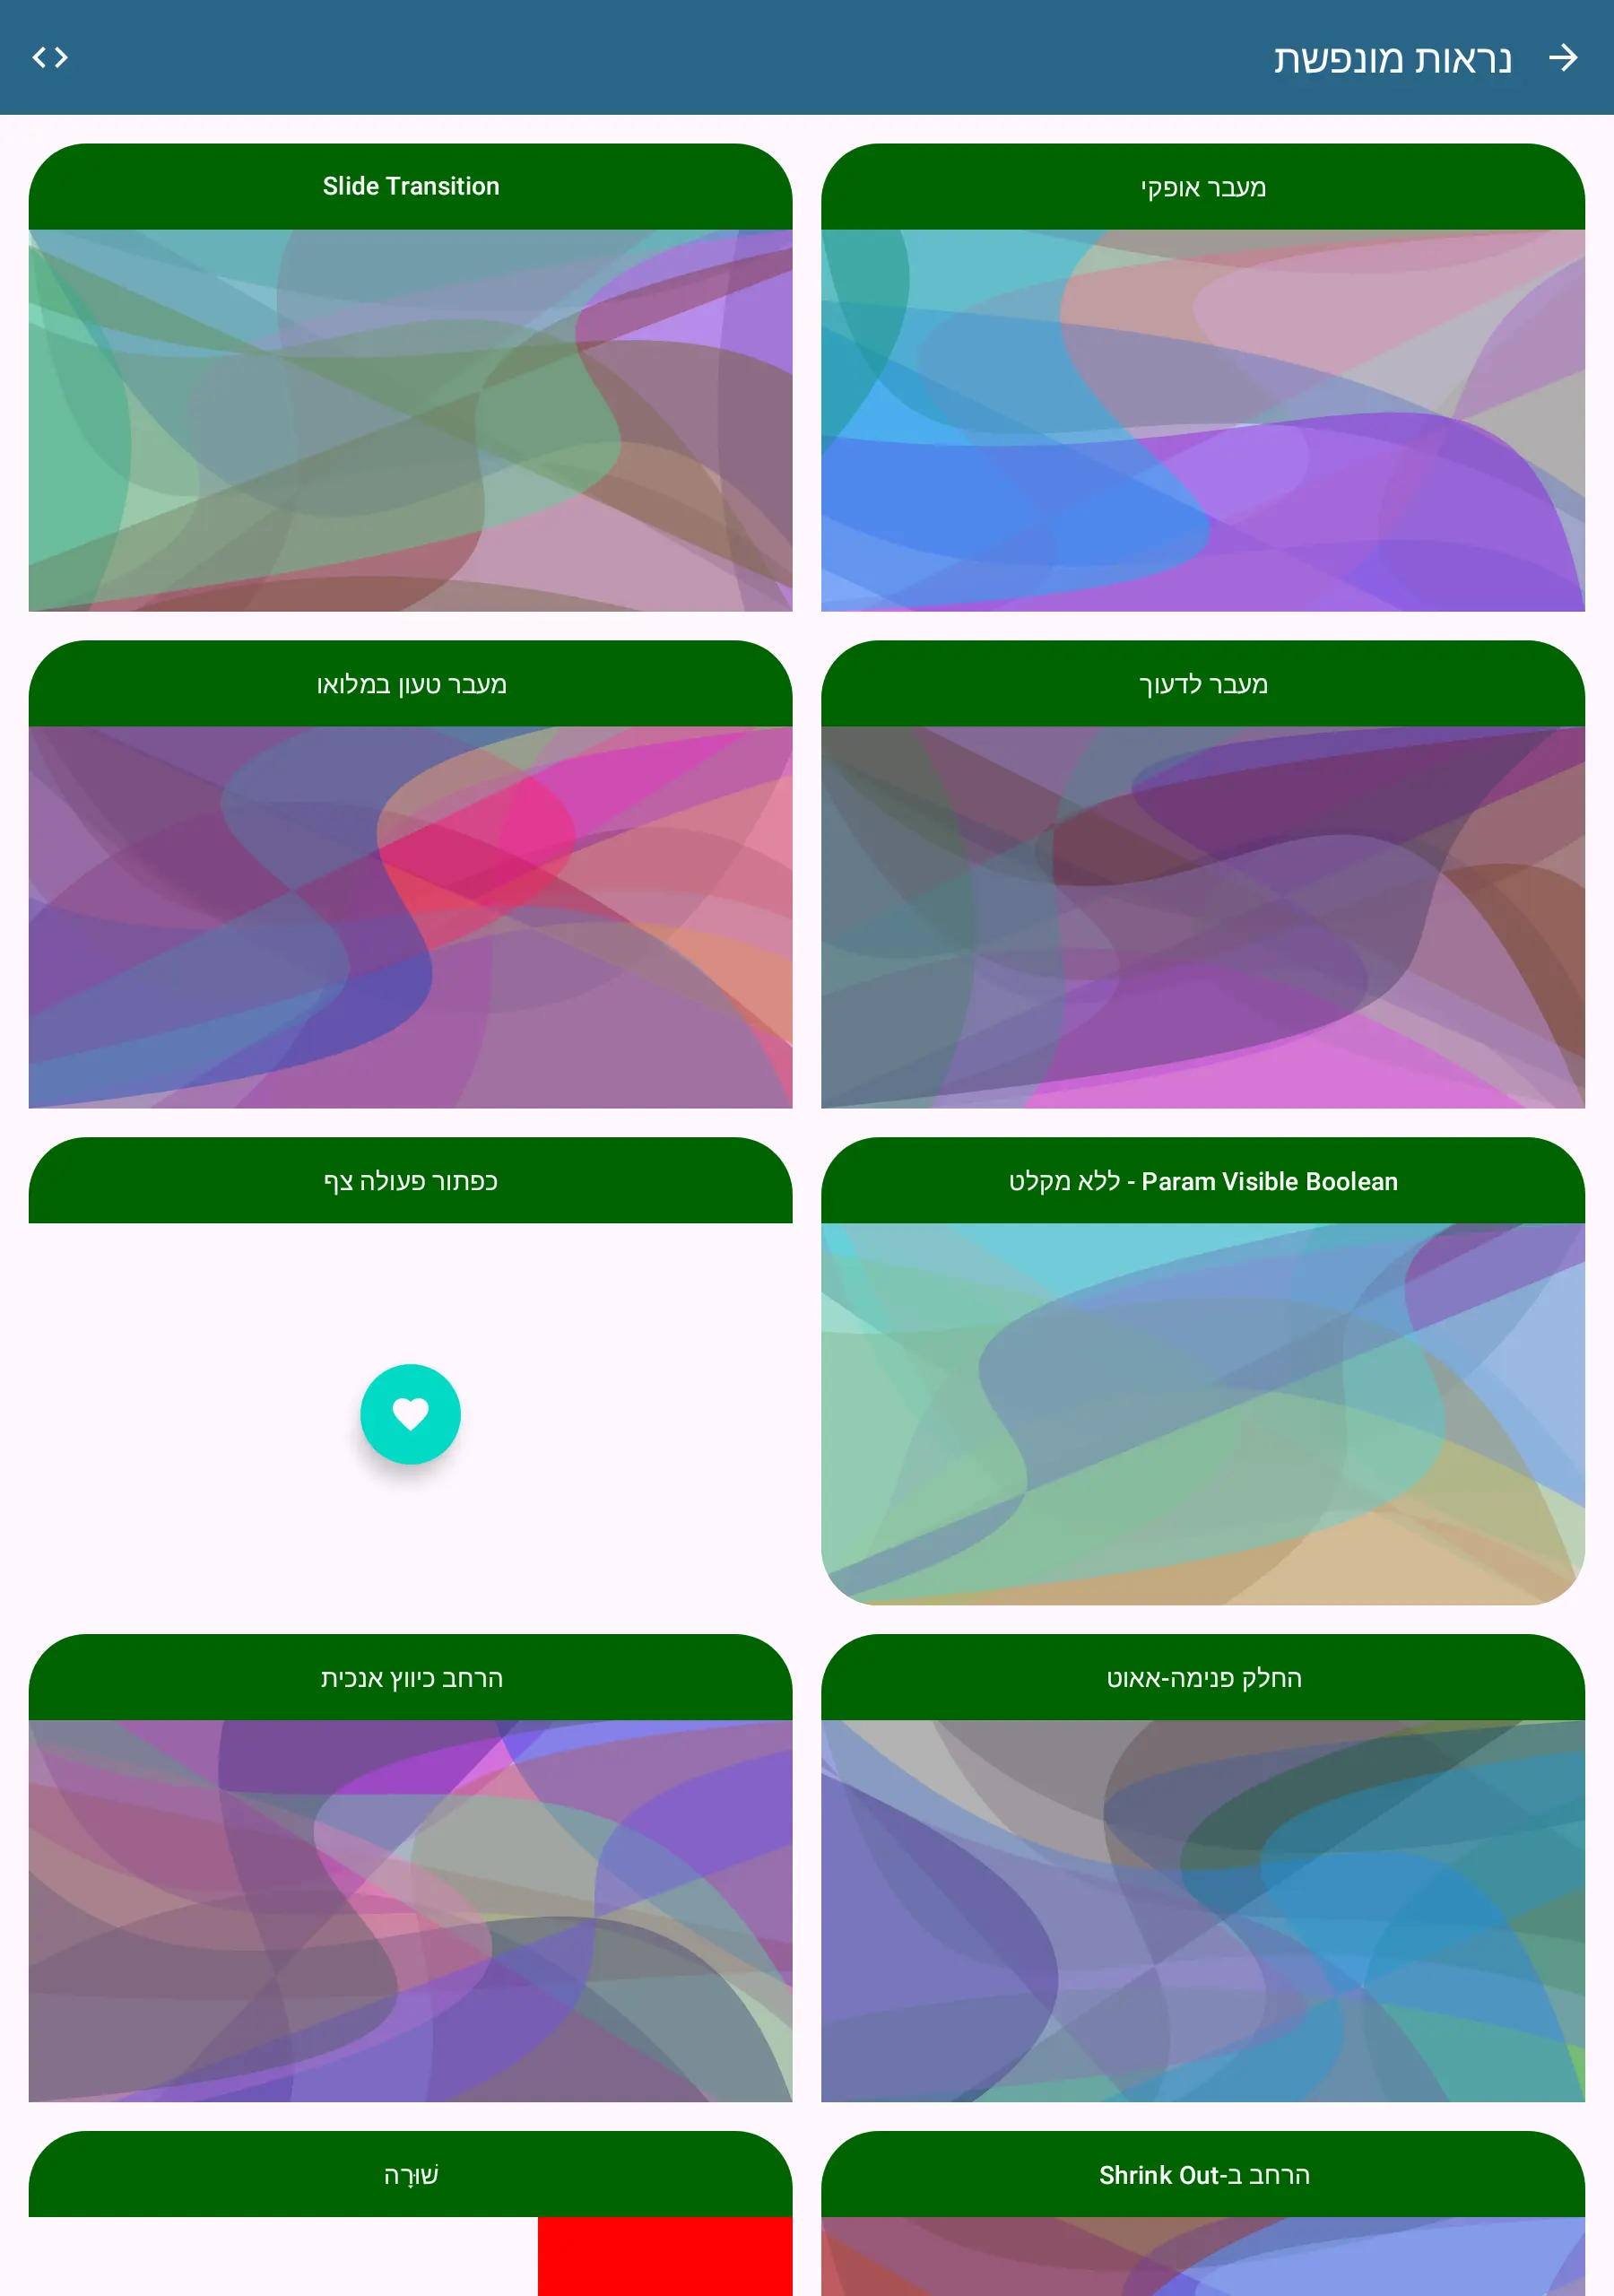 נראות מונפשת
מעבר אופקי
Slide Transition
מעבר לדעוך
מעבר טעון במלואו
Param Visible Boolean - ללא מקלט
כפתור פעולה צף
החלק פנימה-אאוט
הרחב כיווץ אנכית
הרחב ב-Shrink Out
שׁוּרָה